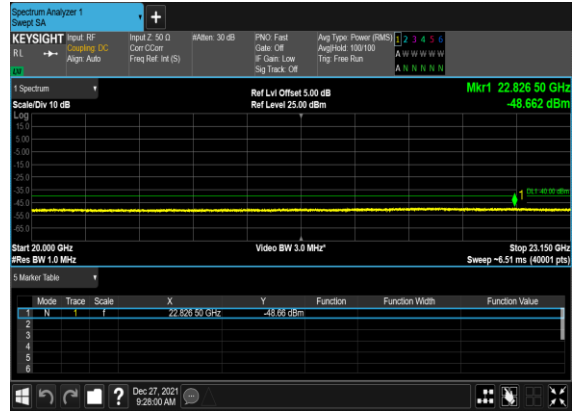 Spectrum Analyzer 1
Swept SA
+
KEYSIGHT Input: RF Input Z: 50 Ω #Atten: 30 dB PNO: Fast Avg Type: Power (RMS) 1 2 3 4 5 6
RL Coupling: DC Corr CCorr Gate: Off Avg|Hold: 100/100 A W W W W W
Align: Auto Freq Ref: Int (S) IF Gain: Low Trig: Free Run
Sig Track: Off A N N N N N
1 Spectrum Ref Lvl Offset 5.00 dB Mkr1 22.826 50 GHz
Scale/Div 10 dB Ref Level 25.00 dBm -48.662 dBm
Log
15.0
5.00
-5.00
-15.0
-25.0
-35.0 1 DL1 -40.00 dBm
-45.0
-55.0
-65.0
Start 20.000 GHz Video BW 3.0 MHz* Stop 23.150 GHz
#Res BW 1.0 MHz Sweep ~6.51 ms (40001 pts)
5 Marker Table
Mode Trace Scale X Y Function Function Width Function Value
1 N 1 f 22.826 50 GHz -48.66 dBm
2
3
4
5
6
? Dec 27, 2021
9:28:00 AM